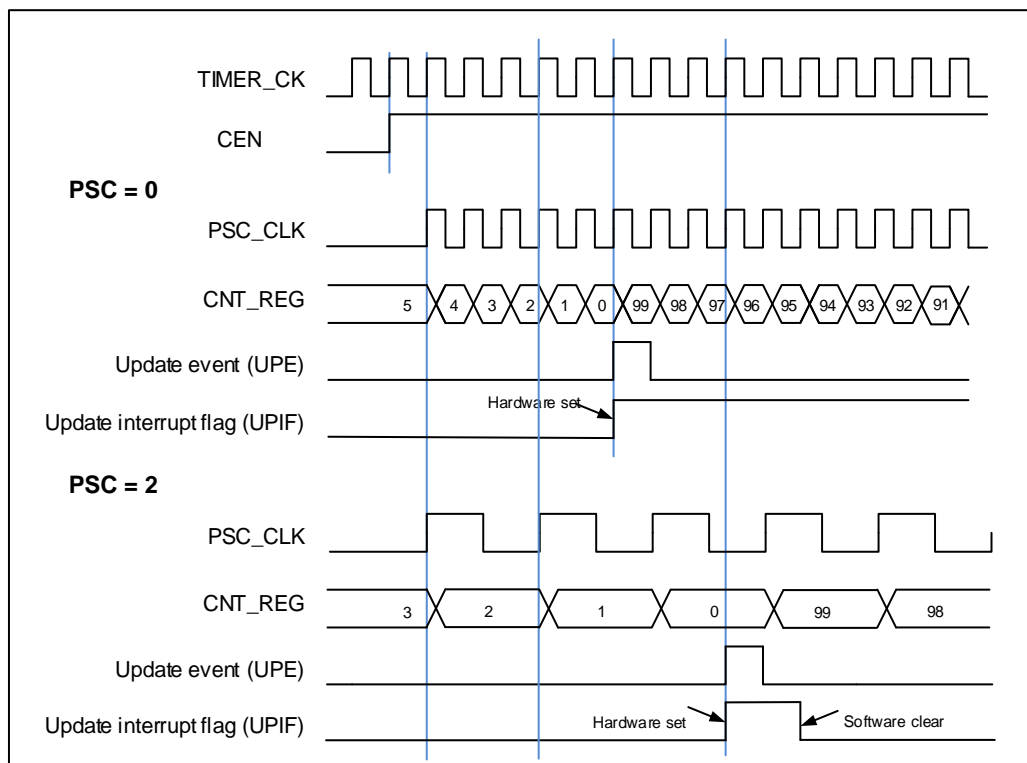 TIMER_CK
CEN
PSC = 0
PSC_CLK
CNT_REG 5 4 3 2 1 0 99 98 97 96 95 94 93 92 91
Update event (UPE)
Hardware set
Update interrupt flag (UPIF)
PSC = 2
PSC_CLK
CNT_REG 3 2 1 0 99 98
Update event (UPE)
Update interrupt flag (UPIF) Hardware set Software clear